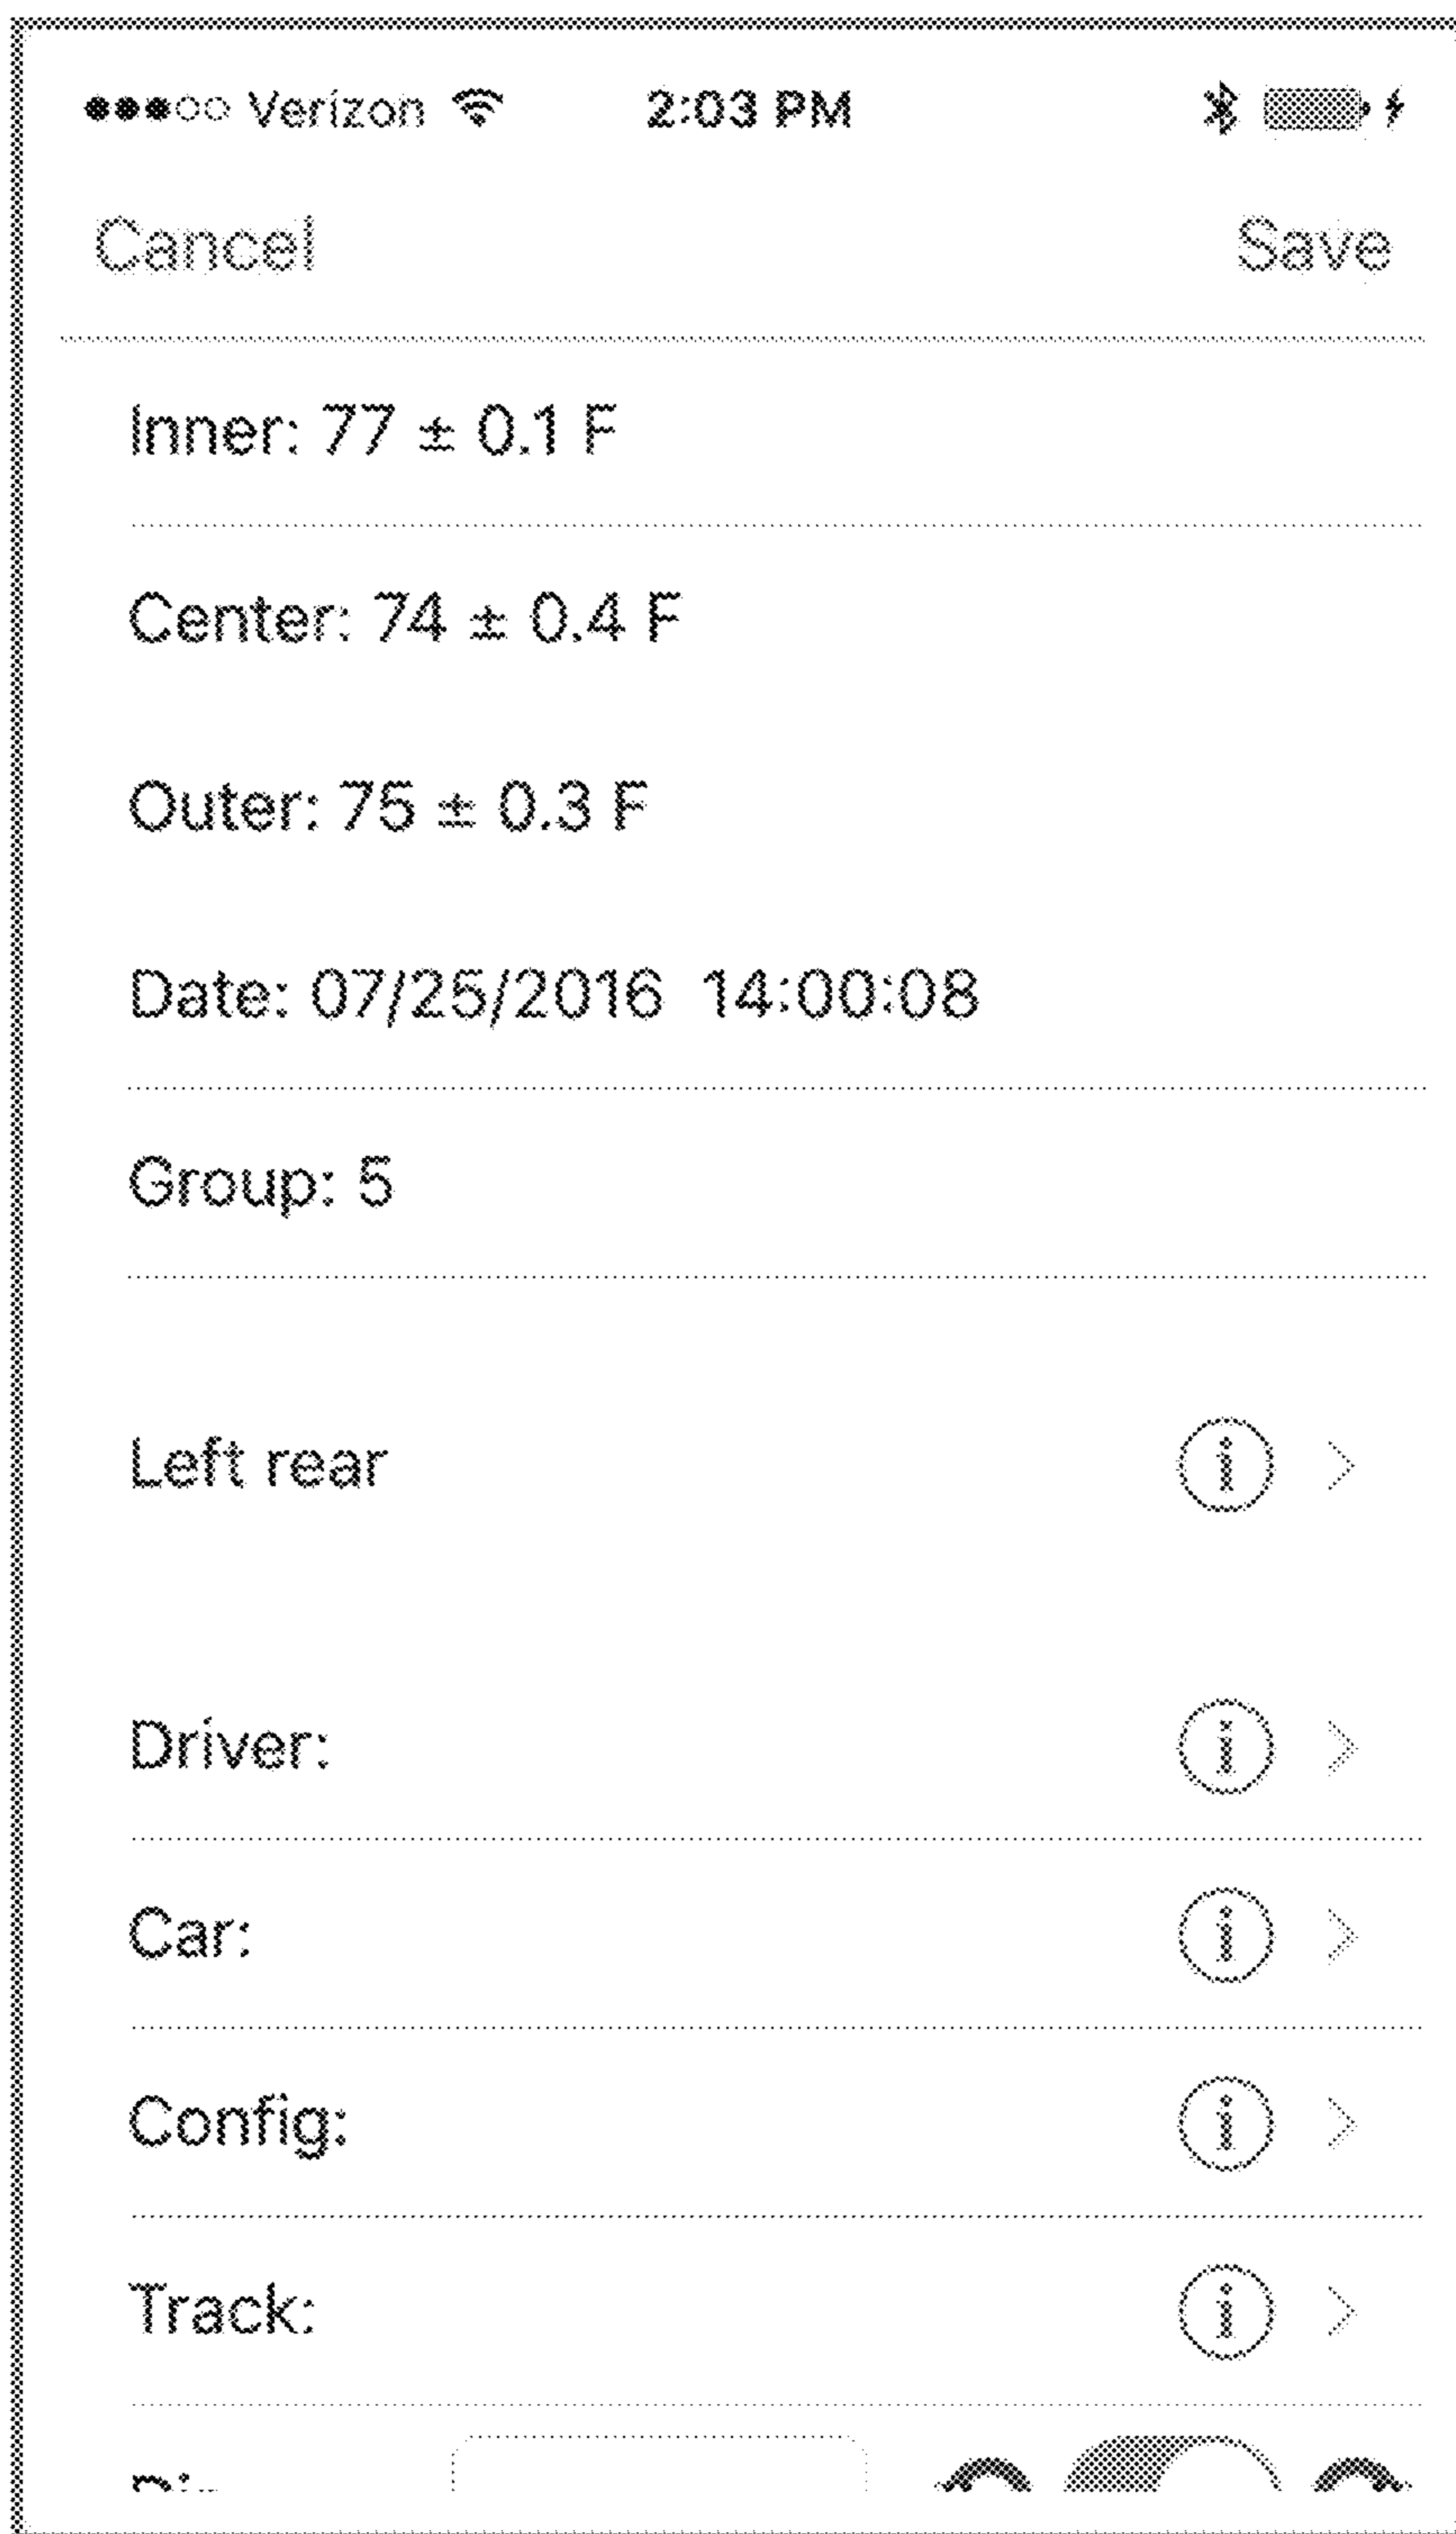 Verizon 2:03 PM
Cancel Save
Inner: 77 ± 0.1 F
Center: 74 ± 0.4 F
Outer: 75 ± 0.3 F
Date: 07/25/2016 14:00:08
Group: 5
Left rear
Driver:
Car:
Config:
Track: